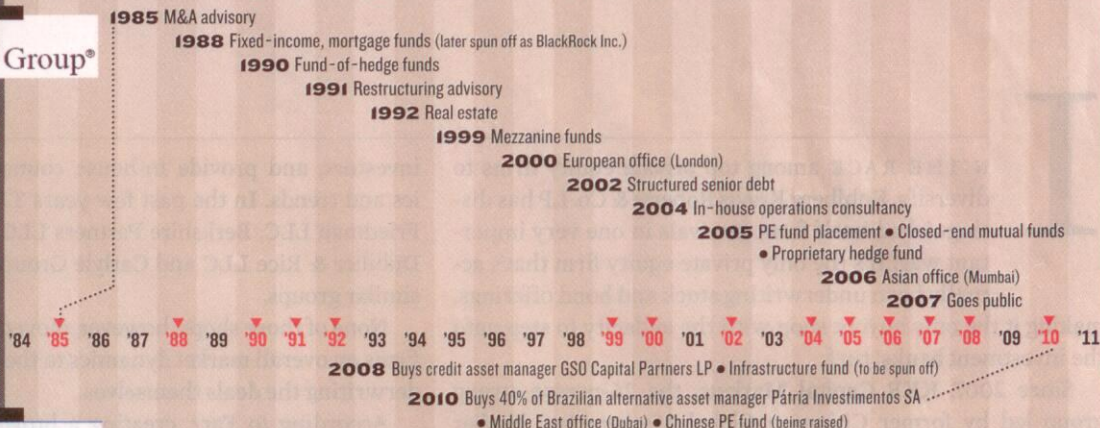 1985 M&A advisory
Group®
1988 Fixed-income, mortgage funds (later spun off as BlackRock Inc.)
1990 Fund-of-hedge funds
1991 Restructuring advisory
1992 Real estate
1999 Mezzanine funds
2000 European office (London)
2002 Structured senior debt
2004 In-house operations consultancy
2005 PE fund placement • Closed-end mutual funds
• Proprietary hedge fund
2006 Asian office (Mumbai)
2007 Goes public
'84 '85 '86 '87 '88 '89 '90 '91 '92 '93 '94 '95 '96 '97 '98 '99 '00 '01 '02 '03 '04 '05 '06 '07 '08 '09 '10 '11
2008 Buys credit asset manager GSO Capital Partners LP • Infrastructure fund (to be spun off)
2010 Buys 40% of Brazilian alternative asset manager Pátria Investimentos SA
• Middle East office (Dubai) • Chinese PE fund (being raised)